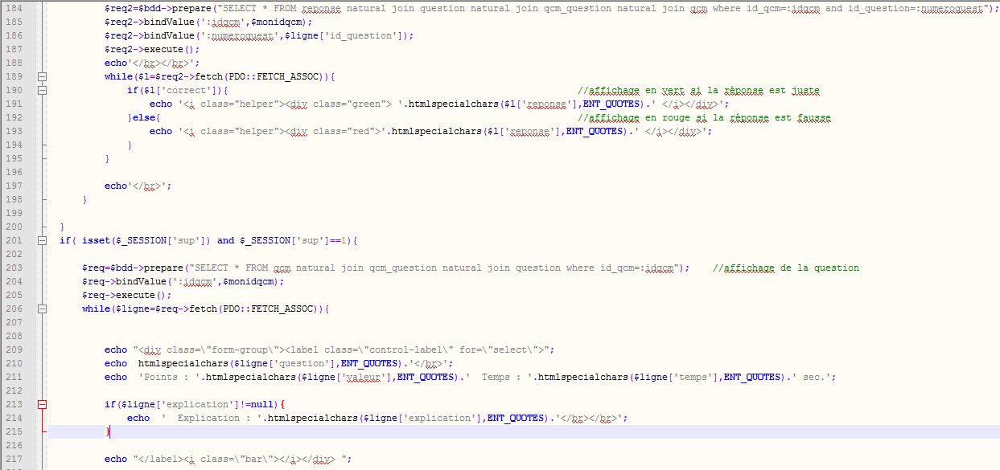 184 $req2=$bdd->prepare("SELECT * FROM reponse natural join question natural join qcm_question natural join qcm where id_qcm=:idqcm and id_question=:numeroquest");
185 $req2->bindValue(':idqcm',$monidqcm);
186 $req2->bindValue(':numeroquest',$ligne['id_question']);
187 $req2->execute();
188 echo'</br></br>';
189 while($l=$req2->fetch(PDO::FETCH_ASSOC)){
190 if($l['correct']){ //affichage en vert si la réponse est juste
191 echo '<i class="helper"><div class="green"> '.htmlspecialchars($l['reponse'],ENT_QUOTES).' </i></div>';
192 }else{ //affichage en rouge si la réponse est fausse
193 echo '<i class="helper"><div class="red">'.htmlspecialchars($l['reponse'],ENT_QUOTES).' </i></div>';
194 }
195 }
196
197 echo'</br>';
198 }
199
200 }
201 if( isset($_SESSION['sup']) and $_SESSION['sup']==1){
202
203 $req=$bdd->prepare("SELECT * FROM qcm natural join qcm_question natural join question where id_qcm=:idqcm"); //affichage de la question
204 $req->bindValue(':idqcm',$monidqcm);
205 $req->execute();
206 while($ligne=$req->fetch(PDO::FETCH_ASSOC)){
207
208
209 echo "<div class=\"form-group\"><label class=\"control-label\" for=\"select\">";
210 echo htmlspecialchars($ligne['question'],ENT_QUOTES).'</br>';
211 echo 'Points : '.htmlspecialchars($ligne['valeur'],ENT_QUOTES).' Temps : '.htmlspecialchars($ligne['temps'],ENT_QUOTES).' sec.';
212
213 if($ligne['explication']!=null){
214 echo ' Explication : '.htmlspecialchars($ligne['explication'],ENT_QUOTES).'</br></br>';
215 }
216
217 echo "</label><i class=\"bar\"></i></div> ";